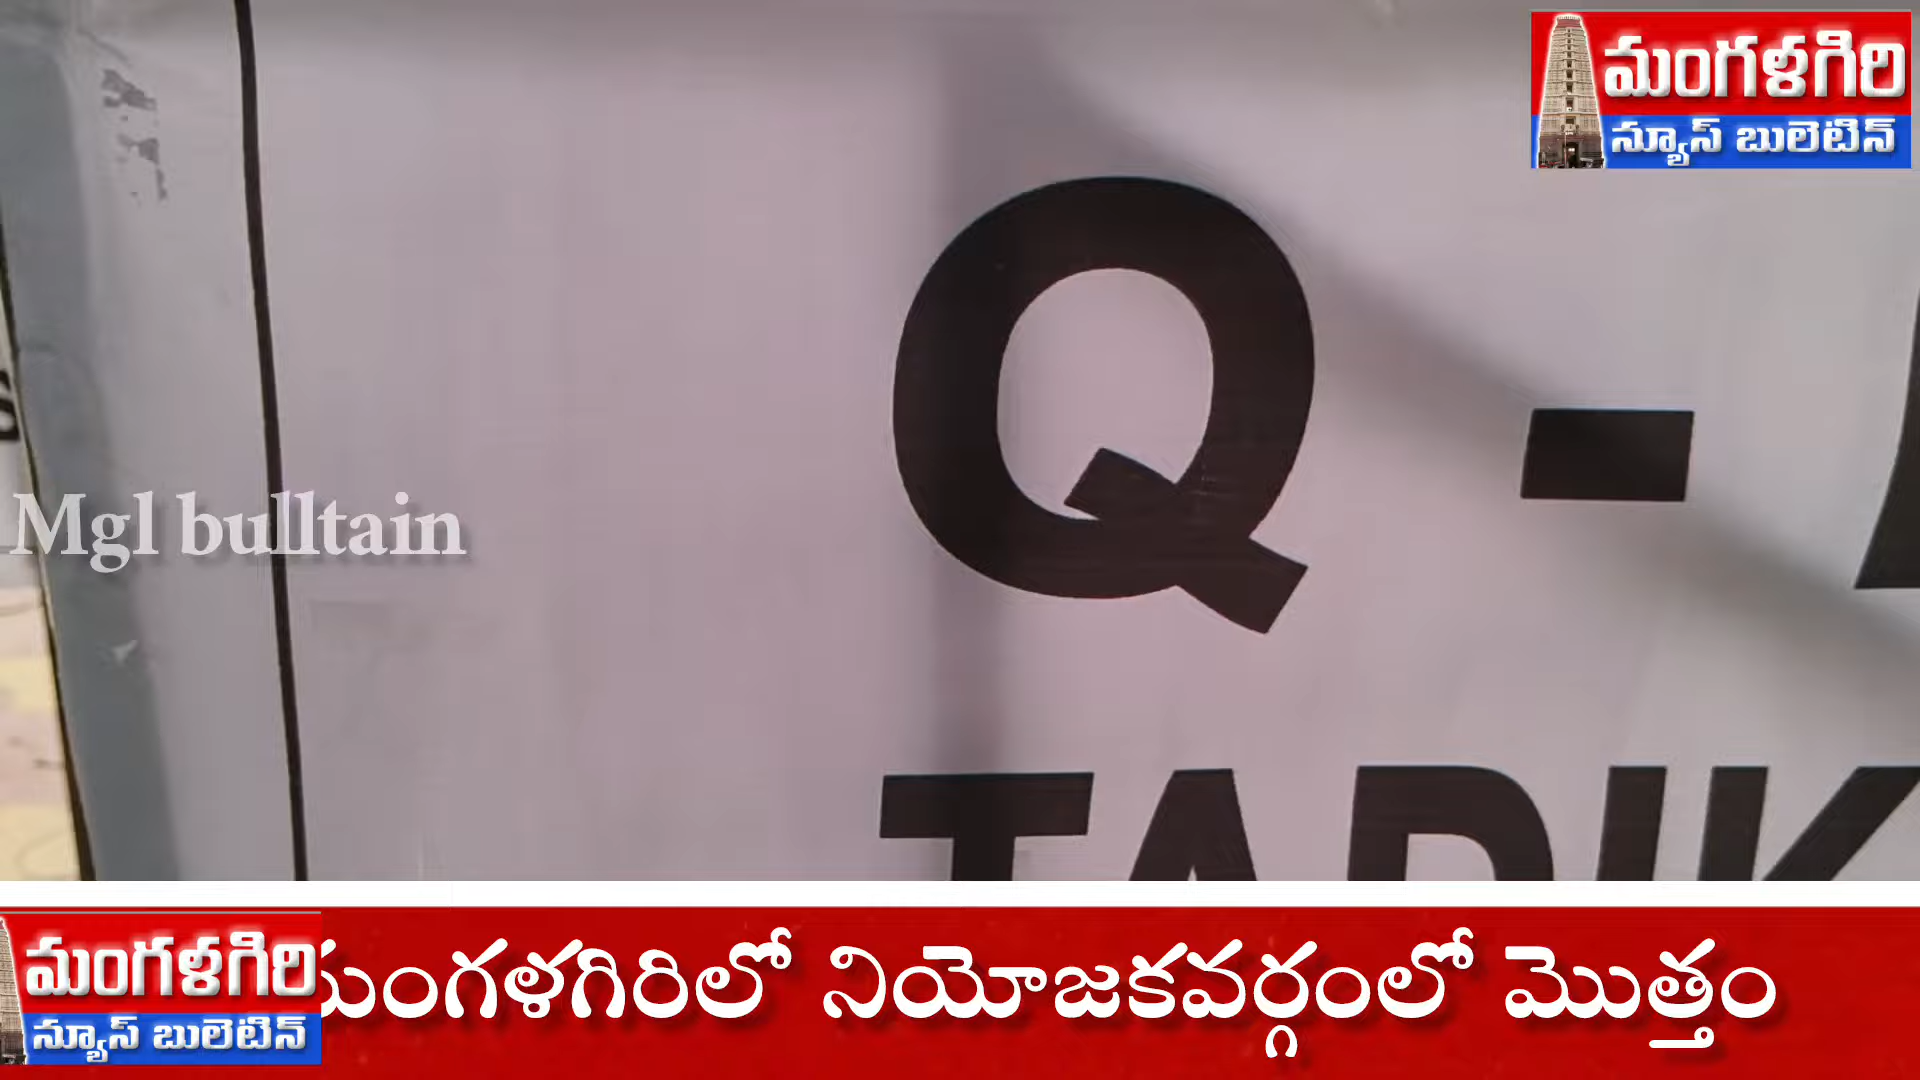 మంగళగిరి
న్యూస్ బులెటిన్
Q -
Mgl bulltain
మంగళగిరిలో నియోజకవర్గంలో మొత్తం
మంగళగిరి
న్యూస్ బులెటిన్